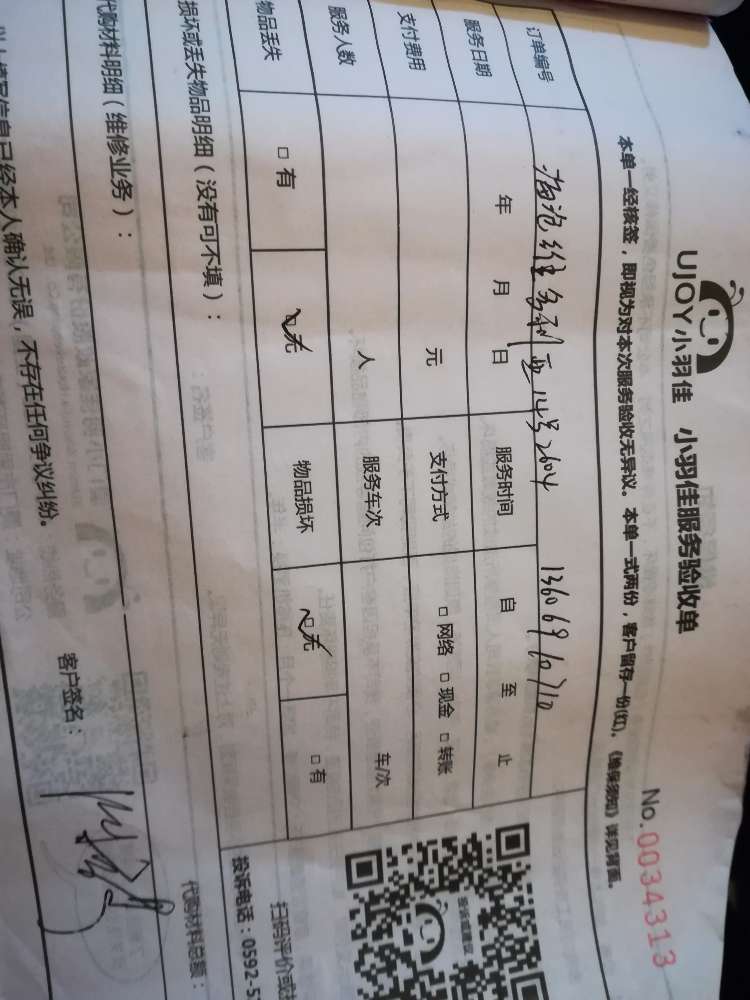 UJOY小羽佳 小羽佳服务验收单
No.0034313
本单一经核签，即视为对本次服务验收无异议。本单一式两份，客户留存一份(红)。《维保须知》详见背面。
订单编号 海沧维多利亚14号2604 13606910710
服务日期 年 月 日 服务时间 自 至 止
支付费用 元 支付方式 □网络 □现金 □转账
服务人数 人 服务车次 车/次
物品丢失 □有 □无 物品损坏 □无 □有
损坏或丢失物品明细（没有可不填）：
扫码评价或
投诉电话：0592-5
代购材料明细（维修业务）：
代购材料总额：
信息已经本人确认无误，不存在任何争议纠纷。
客户签名：